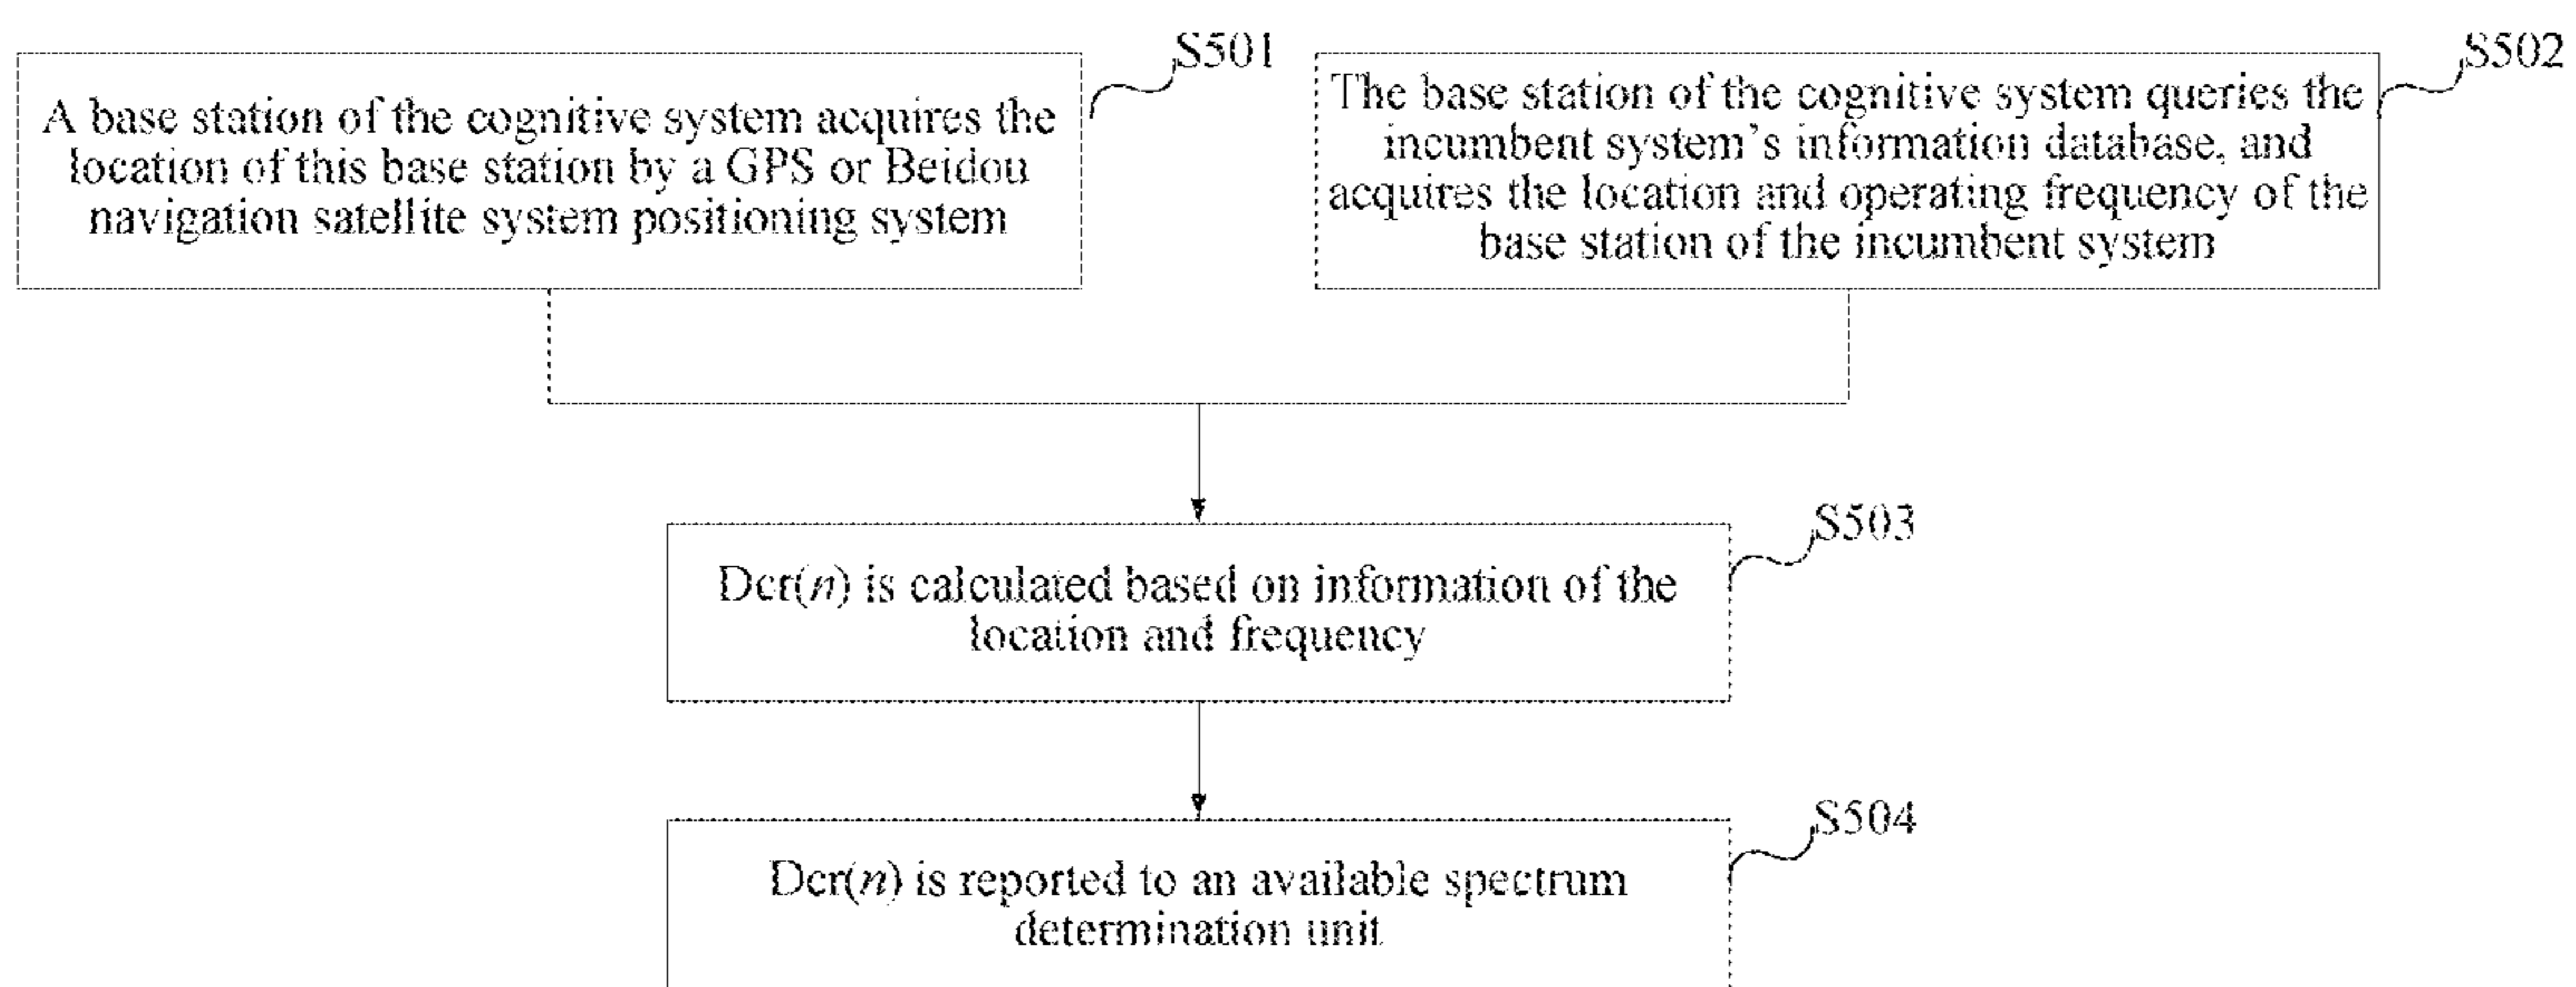 S501
A base station of the cognitive system acquires the
location of this base station by a GPS or Beidou
navigation satellite system positioning system
S502
The base station of the cognitive system queries the
incumbent system's information database, and
acquires the location and operating frequency of the
base station of the incumbent system
S503
Dcr(n) is calculated based on information of the
location and frequency
S504
Dcr(n) is reported to an available spectrum
determination unit